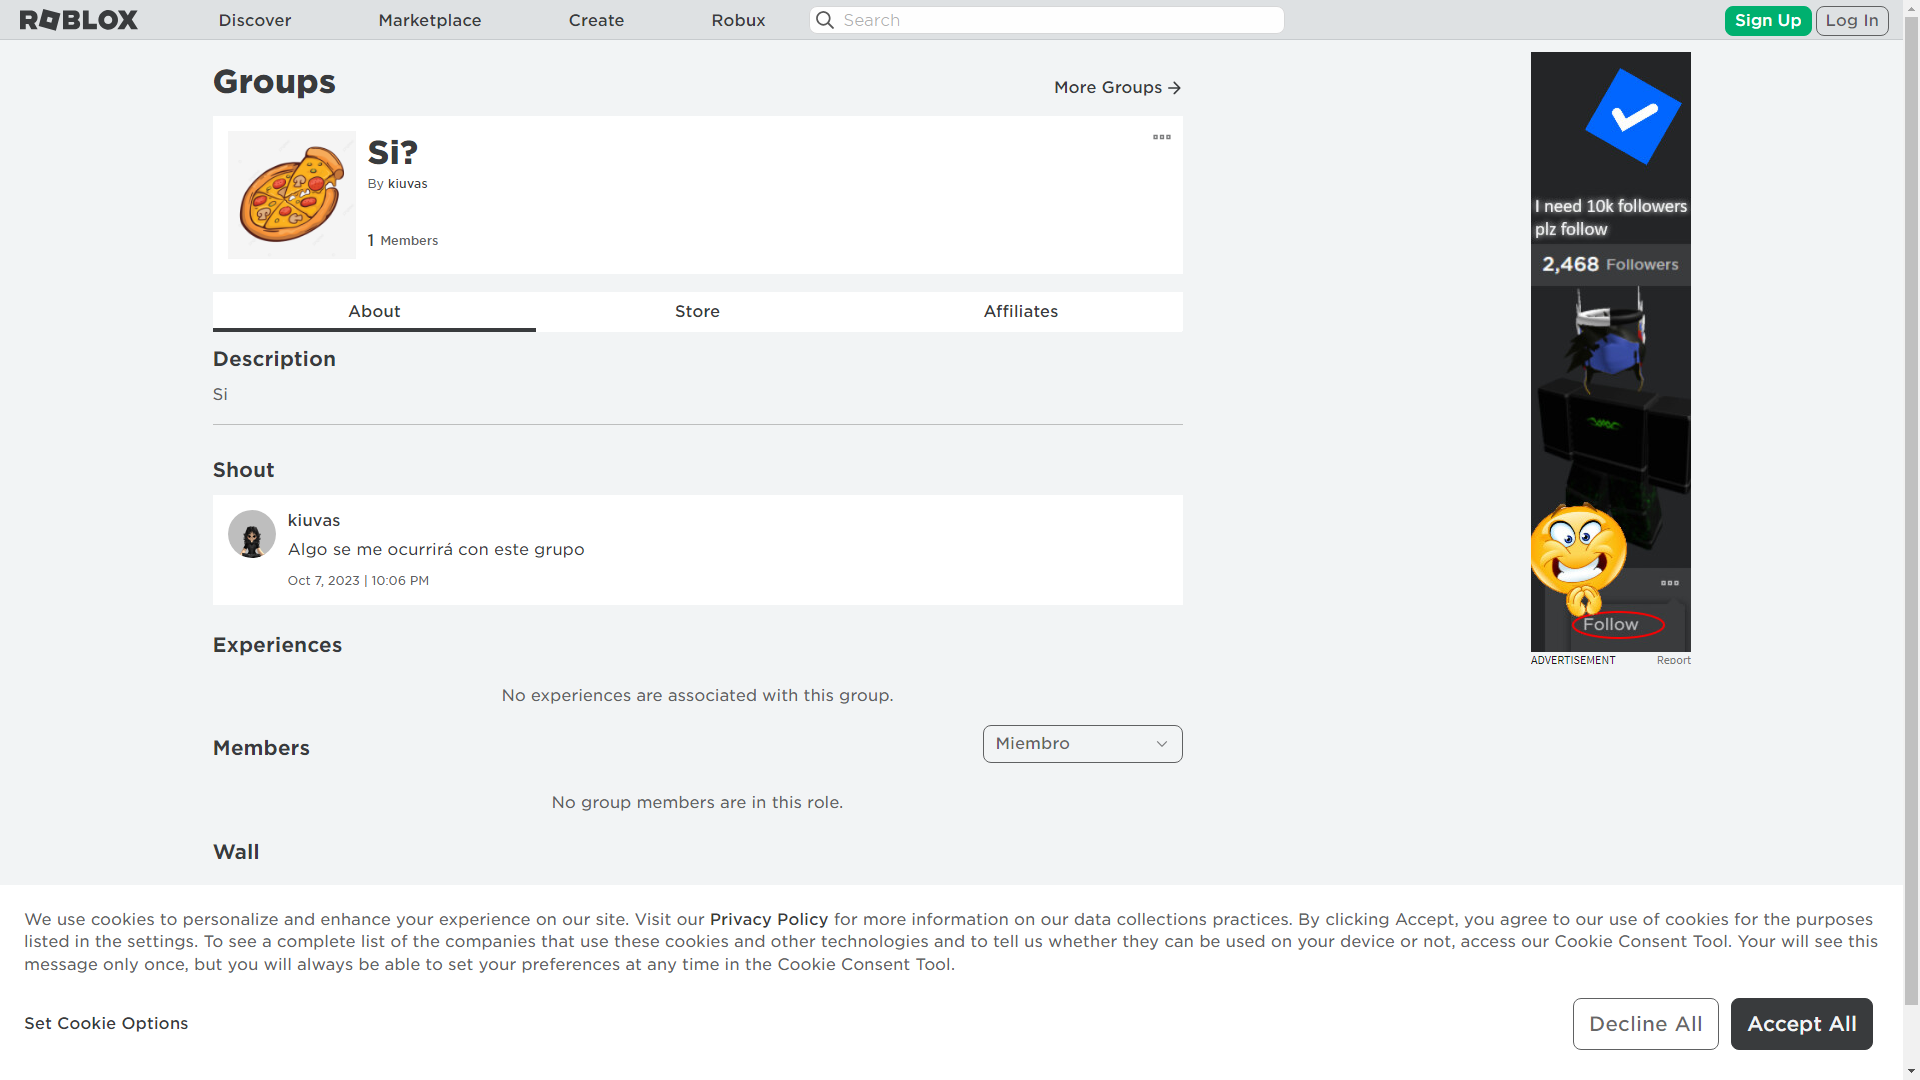 ROBLOX
Discover
Marketplace
Create
Robux
Search
Sign Up
Log In
Groups
More Groups
Si?
By kiuvas
1 Members
About
Store
Affiliates
Description
Si
Shout
kiuvas
Algo se me ocurrirá con este grupo
Oct 7, 2023 | 10:06 PM
Experiences
No experiences are associated with this group.
Members
Miembro
No group members are in this role.
Wall
I need 10k followers
plz follow
2,468 Followers
Follow
ADVERTISEMENT
Report
We use cookies to personalize and enhance your experience on our site. Visit our Privacy Policy for more information on our data collections practices. By clicking Accept, you agree to our use of cookies for the purposes
listed in the settings. To see a complete list of the companies that use these cookies and other technologies and to tell us whether they can be used on your device or not, access our Cookie Consent Tool. Your will see this
message only once, but you will always be able to set your preferences at any time in the Cookie Consent Tool.
Set Cookie Options
Decline All
Accept All